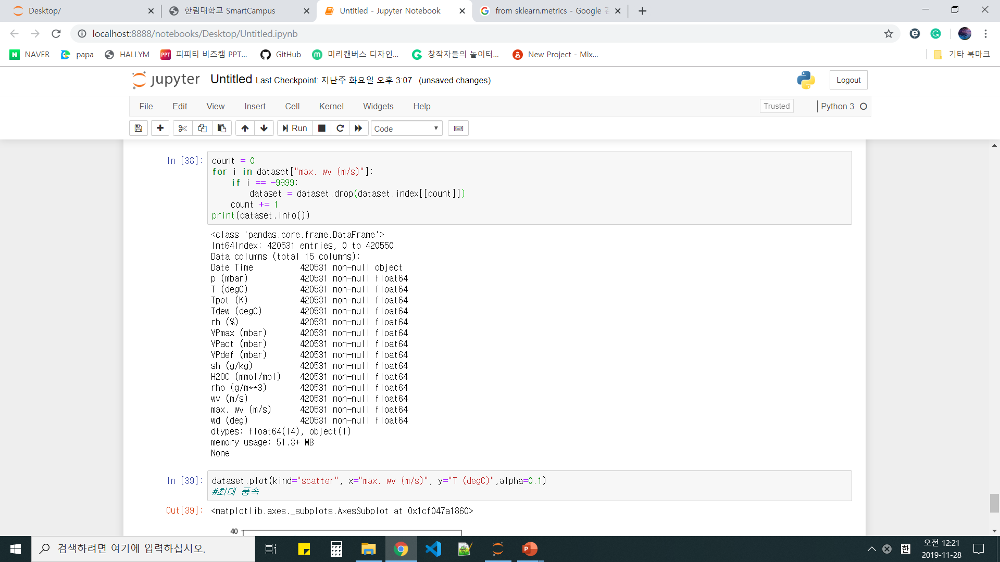 Desktop/
한림대학교 SmartCampus
Untitled - Jupyter Notebook
from sklearn.metrics - Google
localhost:8888/notebooks/Desktop/Untitled.ipynb
NAVER
papa
HALLYM
피피티 비즈캠 PPT...
GitHub
미리캔버스 디자인...
창작자들의 놀이터...
New Project - Mix...
기타 북마크
jupyter Untitled Last Checkpoint: 지난주 화요일 오후 3:07 (unsaved changes)
Logout
File Edit View Insert Cell Kernel Widgets Help
Trusted
Python 3
Run
Code
In [38]:
count = 0
for i in dataset["max. wv (m/s)"]:
    if i == -9999:
        dataset = dataset.drop(dataset.index[[count]])
    count += 1
print(dataset.info())
<class 'pandas.core.frame.DataFrame'>
Int64Index: 420531 entries, 0 to 420550
Data columns (total 15 columns):
Date Time 420531 non-null object
p (mbar) 420531 non-null float64
T (degC) 420531 non-null float64
Tpot (K) 420531 non-null float64
Tdew (degC) 420531 non-null float64
rh (%) 420531 non-null float64
VPmax (mbar) 420531 non-null float64
VPact (mbar) 420531 non-null float64
VPdef (mbar) 420531 non-null float64
sh (g/kg) 420531 non-null float64
H2OC (mmol/mol) 420531 non-null float64
rho (g/m**3) 420531 non-null float64
wv (m/s) 420531 non-null float64
max. wv (m/s) 420531 non-null float64
wd (deg) 420531 non-null float64
dtypes: float64(14), object(1)
memory usage: 51.3+ MB
None
In [39]:
dataset.plot(kind="scatter", x="max. wv (m/s)", y="T (degC)",alpha=0.1)
#최대 풍속
Out[39]:
<matplotlib.axes._subplots.AxesSubplot at 0x1cf047a1860>
40
검색하려면 여기에 입력하십시오.
한
오전 12:21
2019-11-28